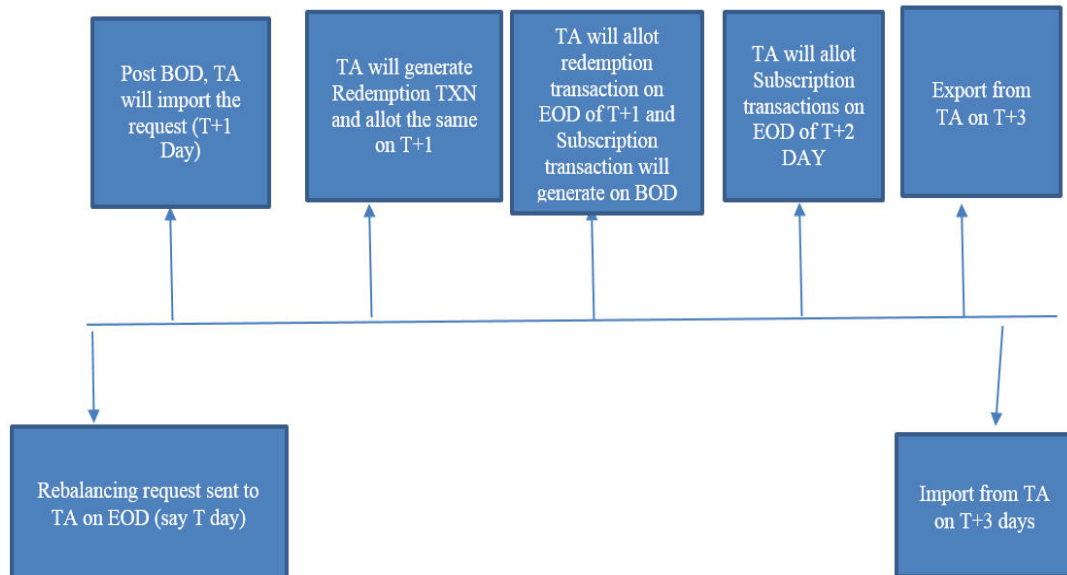 Post BOD, TA
will import the
request (T+1
Day)
TA will generate
Redemption TXN
and allot the same
on T+1
TA will allot
redemption
transaction on
EOD of T+1 and
Subscription
transaction will
generate on BOD
TA will allot
Subscription
transactions on
EOD of T+2
DAY
Export from
TA on T+3
Rebalancing request sent to
TA on EOD (say T day)
Import from TA
on T+3 days